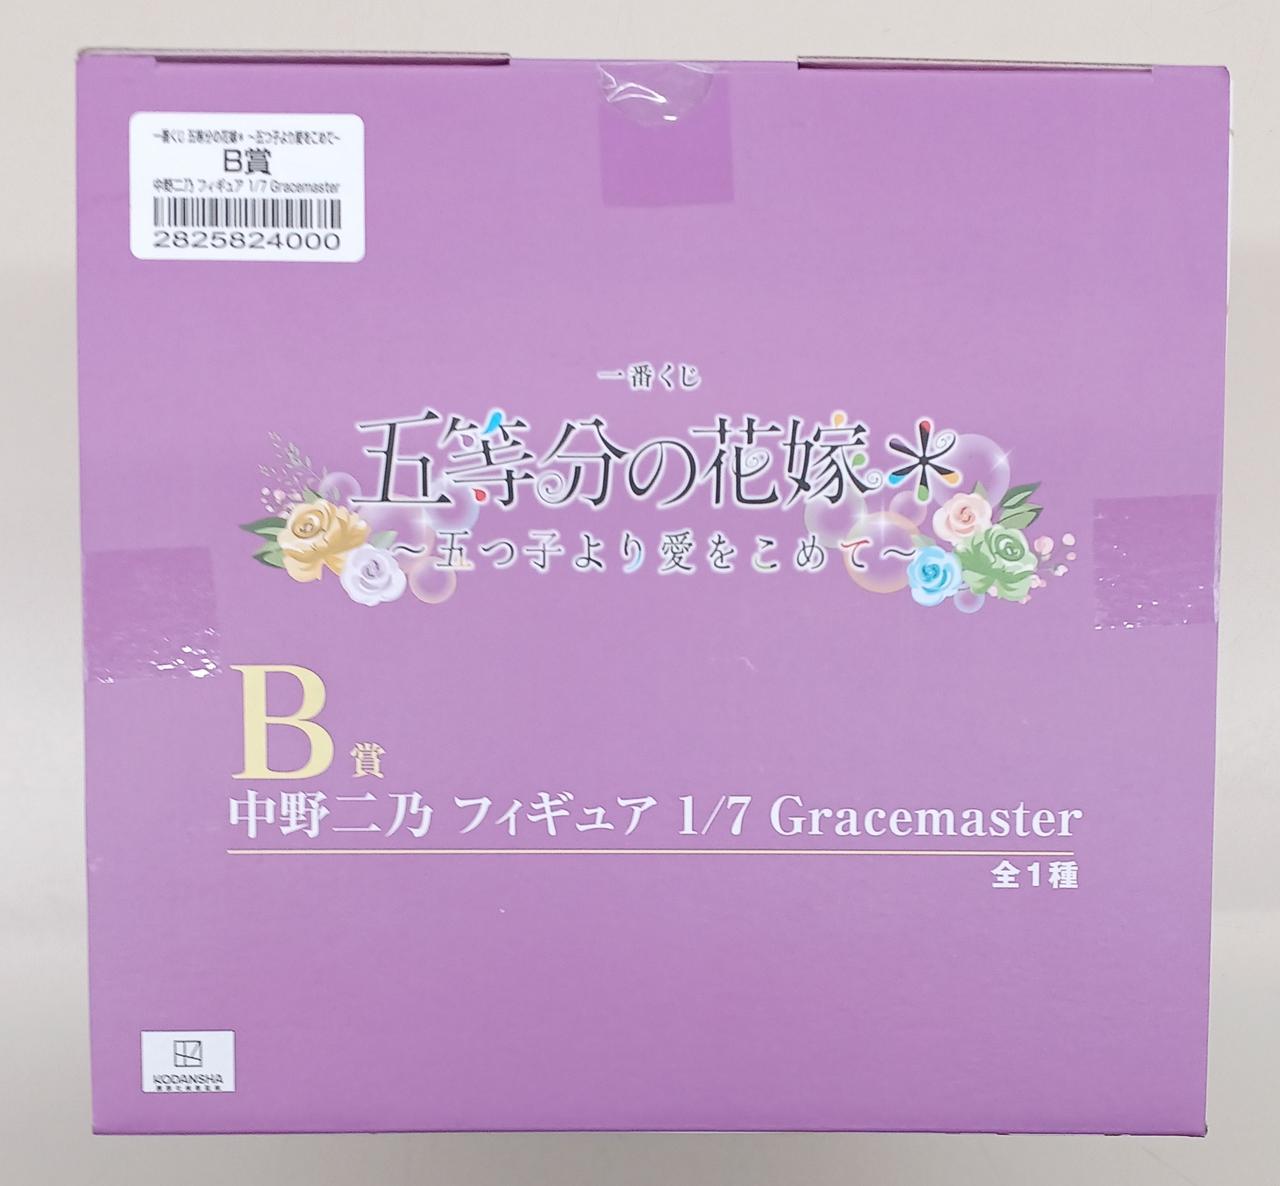 一番くじ 五等分の花嫁＊ ～五つ子より愛をこめて～
B賞
中野二乃 フィギュア 1/7 Gracemaster
2825824000
一番くじ
五等分の花嫁＊
～五つ子より愛をこめて～
B賞
中野二乃 フィギュア 1/7 Gracemaster
全1種
KODANSHA